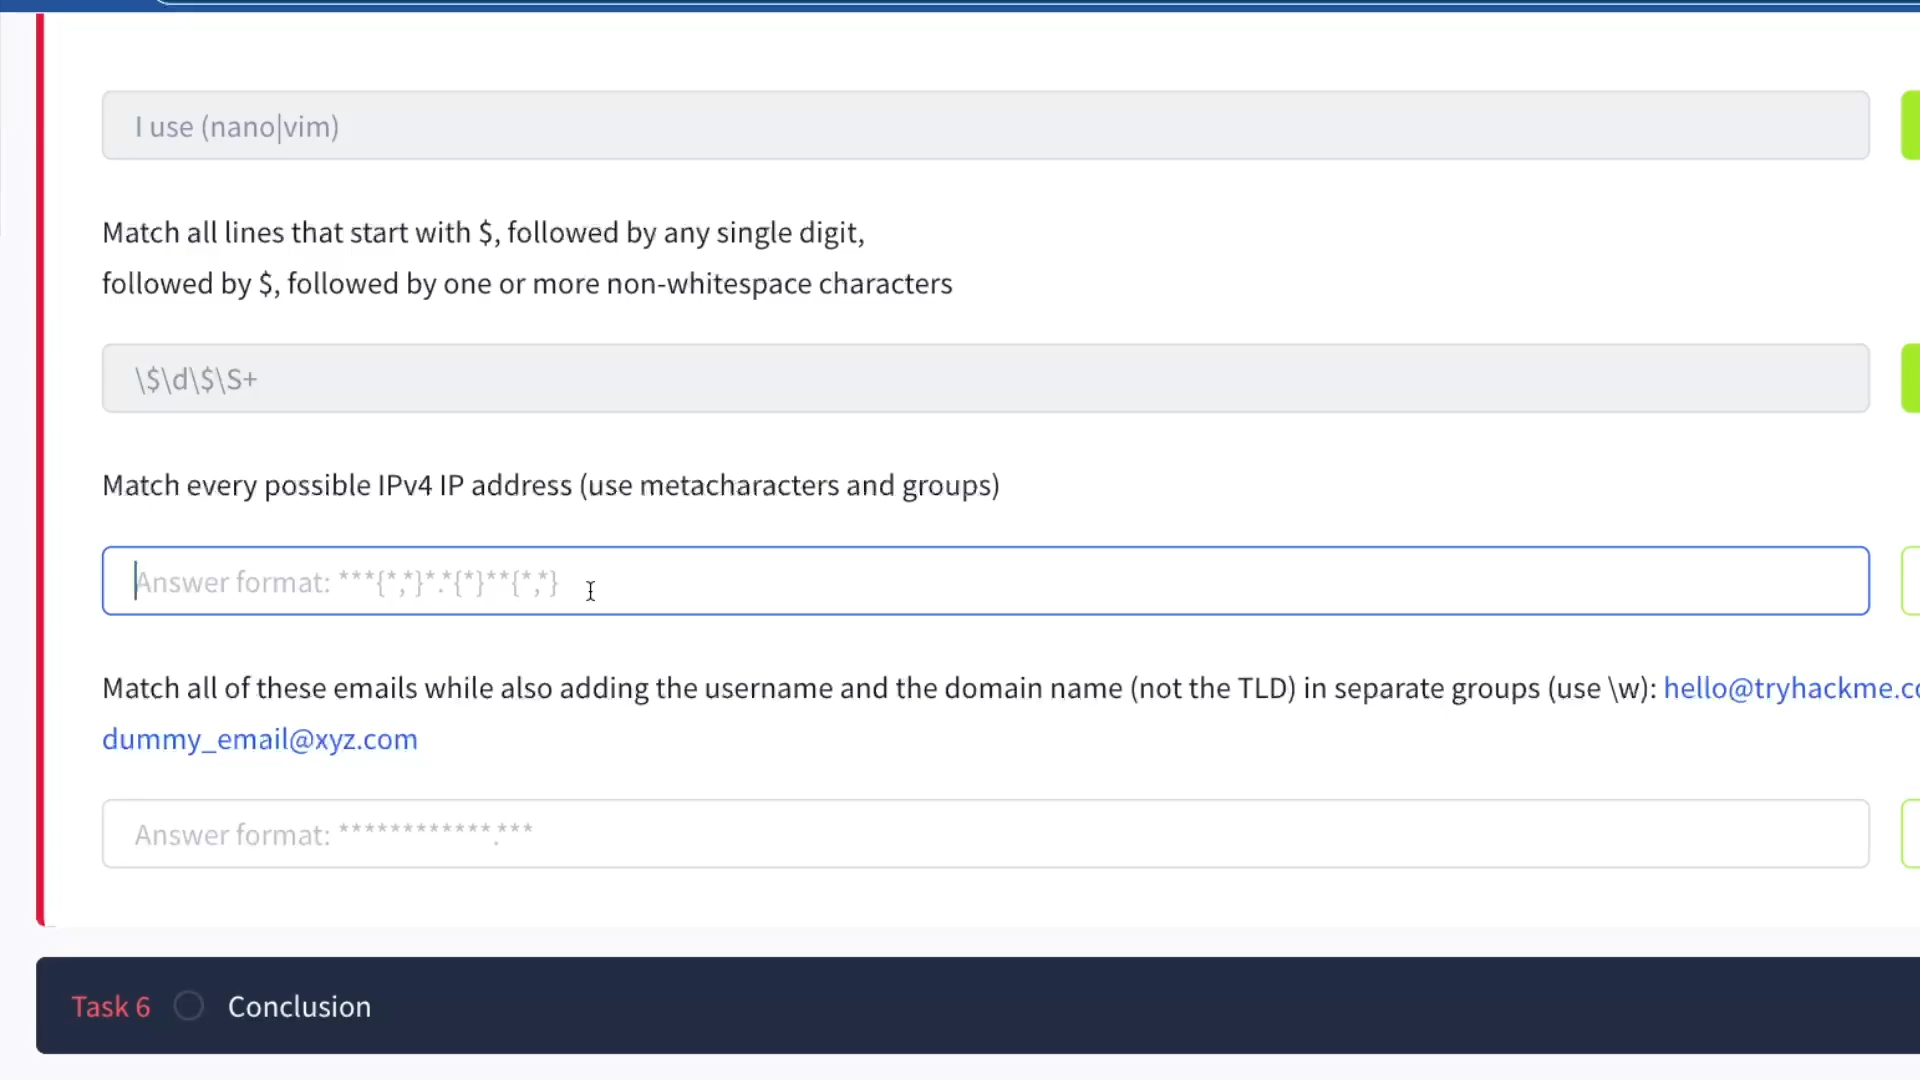 I use (nano|vim)
Match all lines that start with $, followed by any single digit,
followed by $, followed by one or more non-whitespace characters
\$\d\$\S+
Match every possible IPv4 IP address (use metacharacters and groups)
Answer format: ***{*,*}*.*{*}**{*,*}
Match all of these emails while also adding the username and the domain name (not the TLD) in separate groups (use \w): hello@tryhackme.c
dummy_email@xyz.com
Answer format: ************.***
Task 6 Conclusion